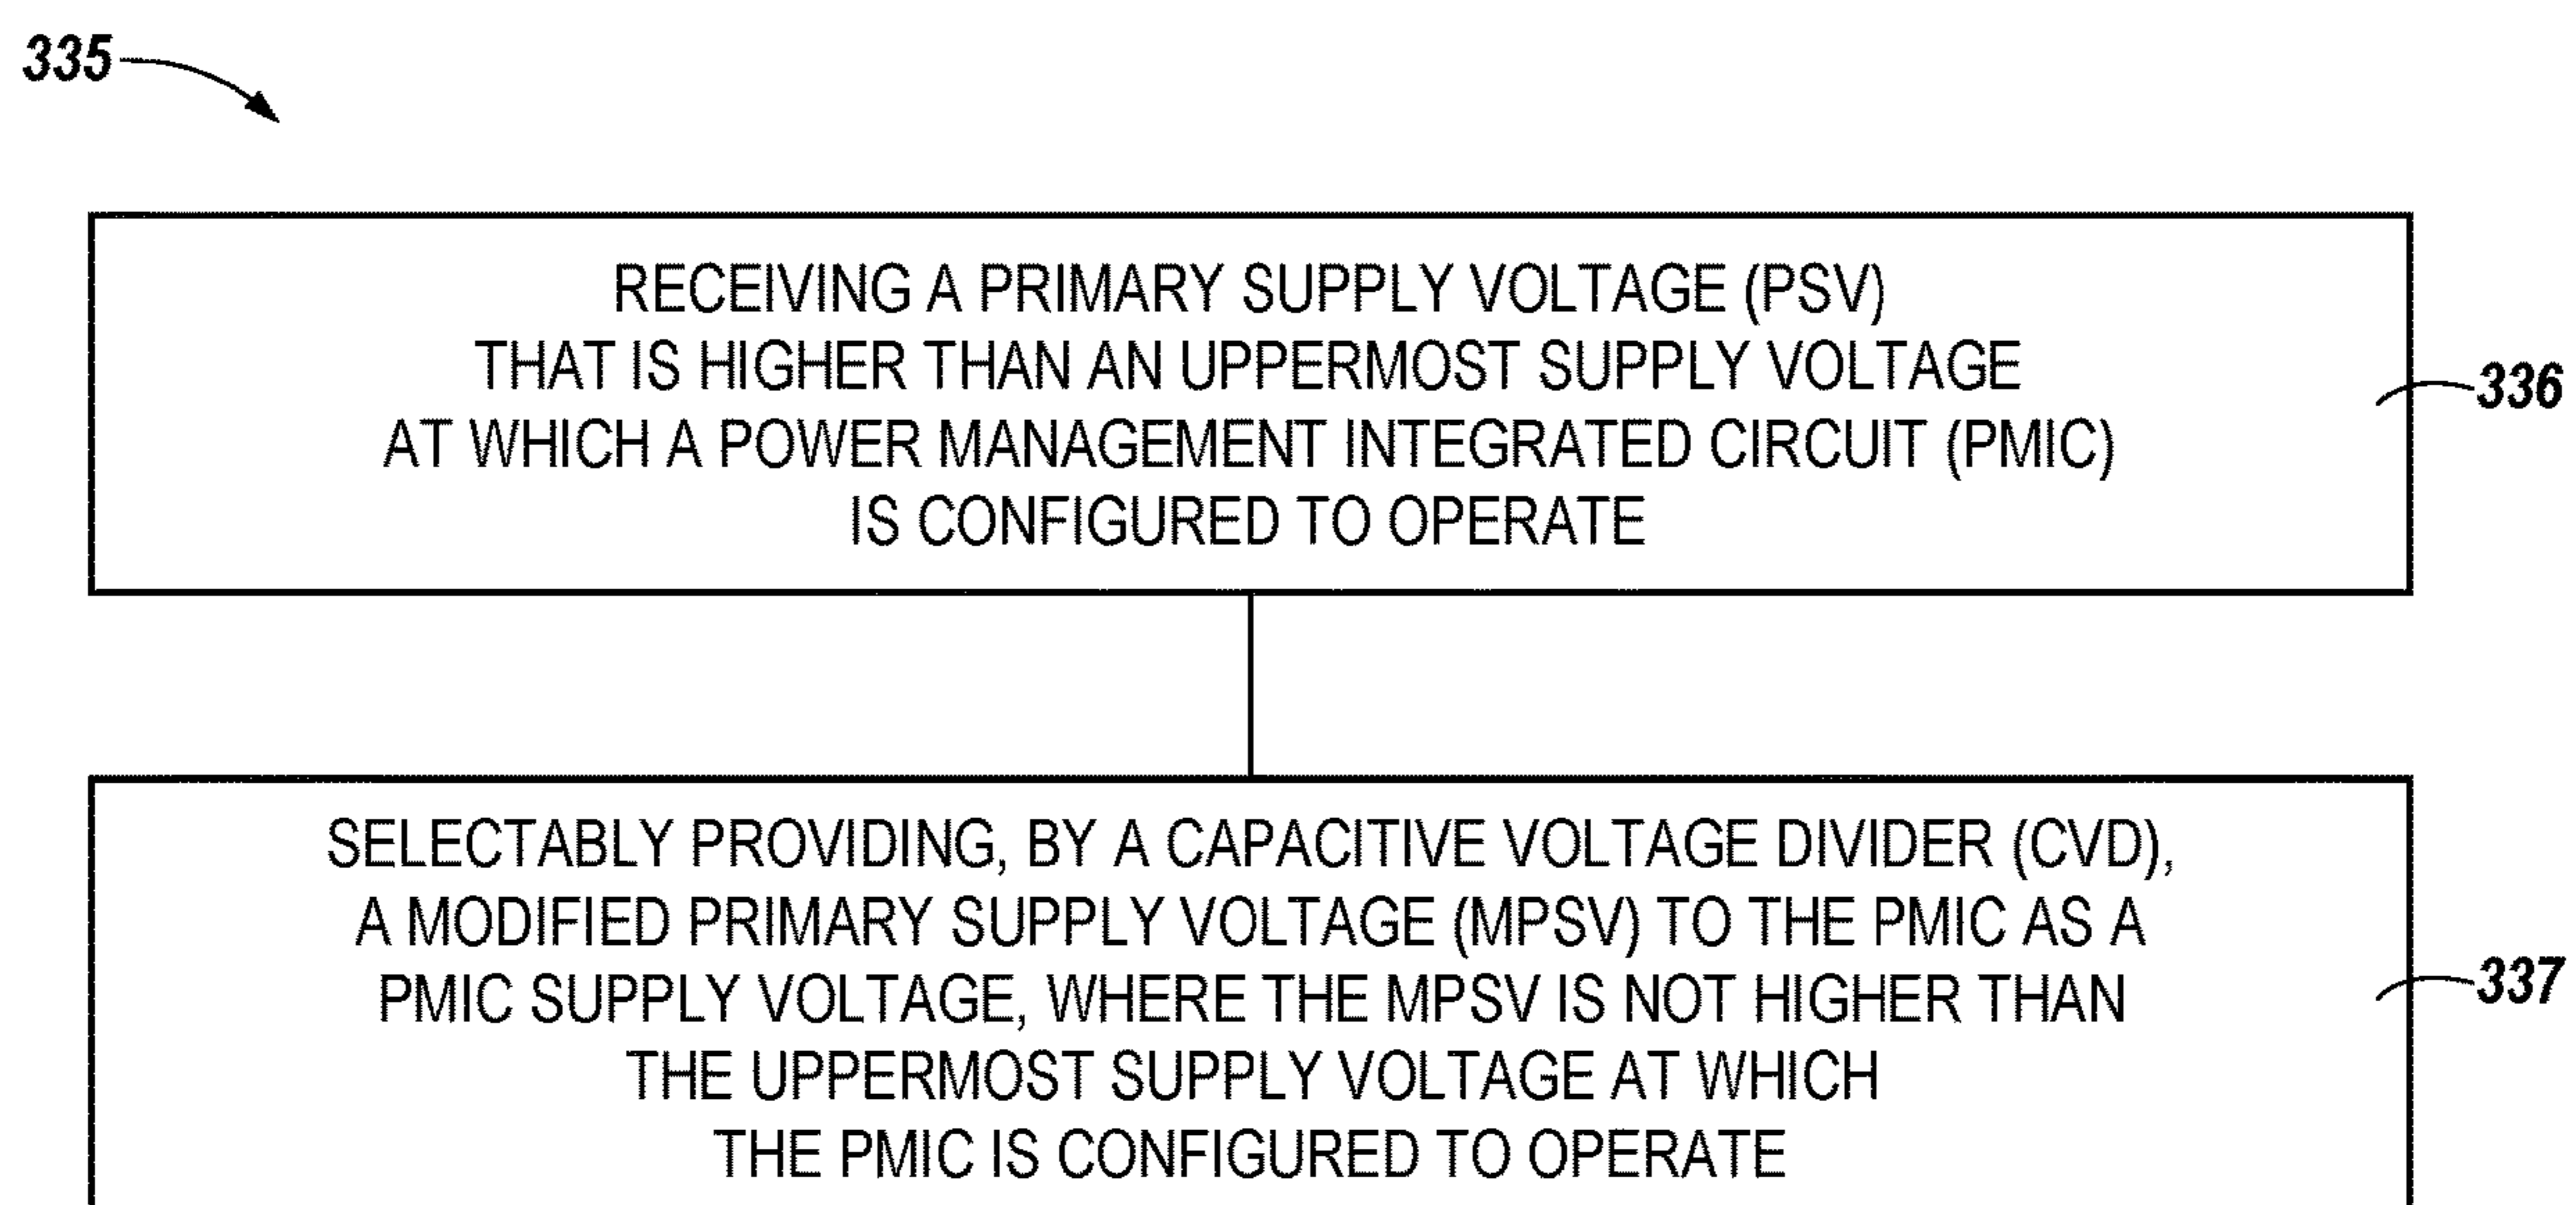 335
RECEIVING A PRIMARY SUPPLY VOLTAGE (PSV)
THAT IS HIGHER THAN AN UPPERMOST SUPPLY VOLTAGE
AT WHICH A POWER MANAGEMENT INTEGRATED CIRCUIT (PMIC)
IS CONFIGURED TO OPERATE
336
SELECTABLY PROVIDING, BY A CAPACITIVE VOLTAGE DIVIDER (CVD),
A MODIFIED PRIMARY SUPPLY VOLTAGE (MPSV) TO THE PMIC AS A
PMIC SUPPLY VOLTAGE, WHERE THE MPSV IS NOT HIGHER THAN
THE UPPERMOST SUPPLY VOLTAGE AT WHICH
THE PMIC IS CONFIGURED TO OPERATE
337